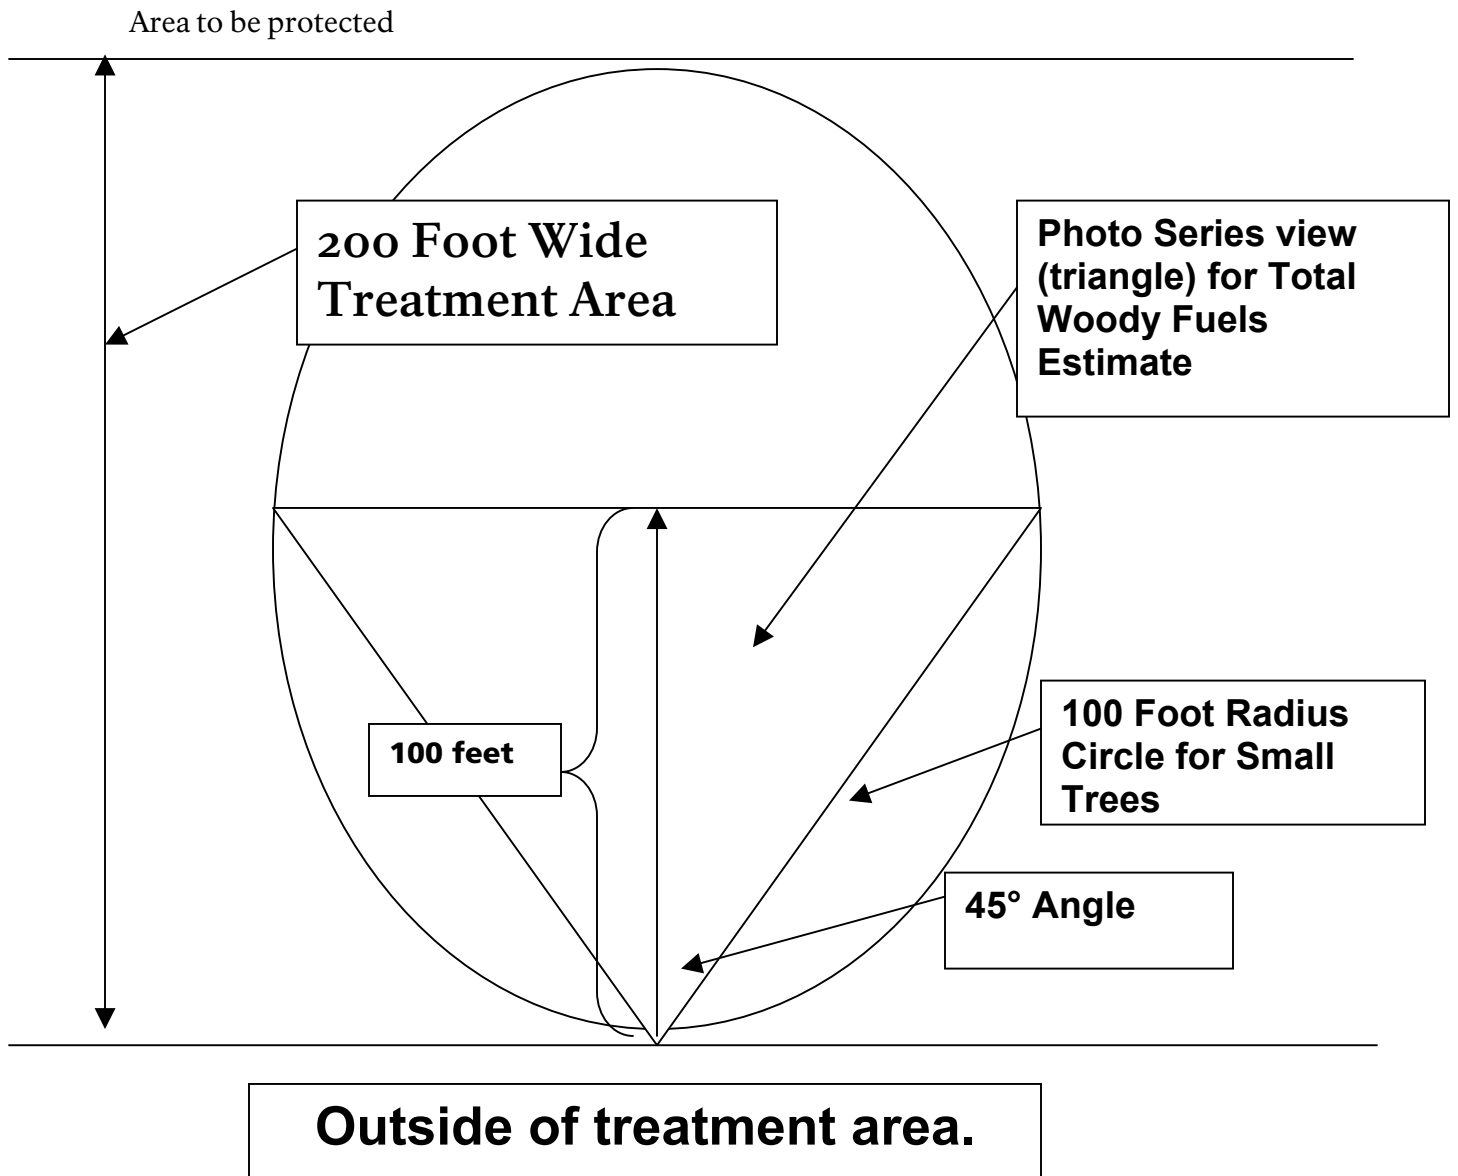 Area to be protected
200 Foot Wide
Treatment Area
Photo Series view
(triangle) for Total
Woody Fuels
Estimate
100 Foot Radius
Circle for Small
Trees
100 feet
45° Angle
Outside of treatment area.